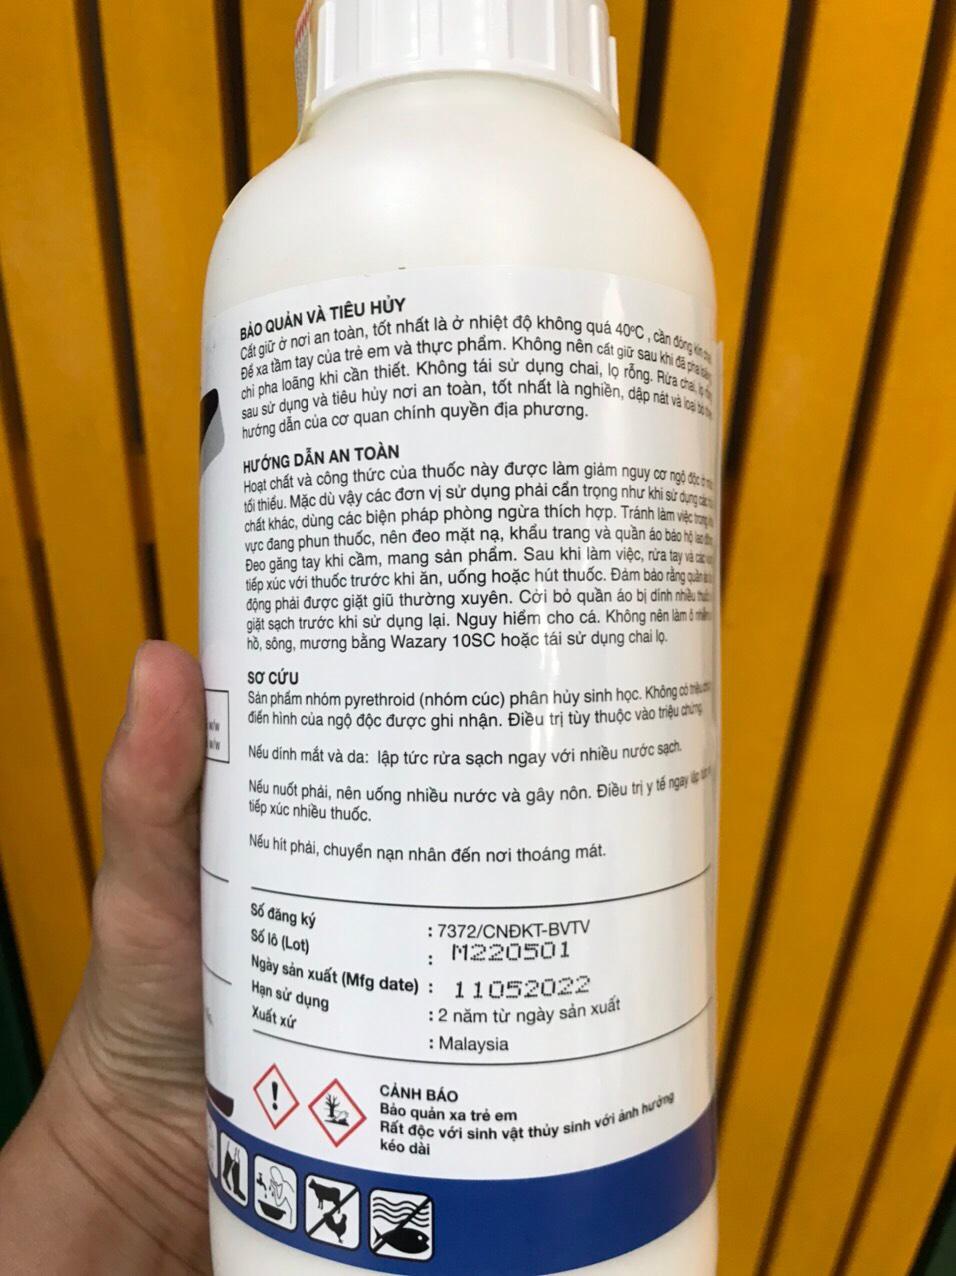 BẢO QUẢN VÀ TIÊU HỦY
Cất giữ ở nơi an toàn, tốt nhất là ở nhiệt độ không quá 40ºC , cần đóng kín
Để xa tầm tay của trẻ em và thực phẩm. Không nên cất giữ sau khi đã pha loãng
chỉ pha loãng khi cần thiết. Không tái sử dụng chai, lọ rỗng. Rửa chai, lọ
sau sử dụng và tiêu hủy nơi an toàn, tốt nhất là nghiền, dập nát và loại bỏ
hướng dẫn của cơ quan chính quyền địa phương.
HƯỚNG DẪN AN TOÀN
Hoạt chất và công thức của thuốc này được làm giảm nguy cơ ngộ độc ở
tối thiểu. Mặc dù vậy các đơn vị sử dụng phải cẩn trọng như khi sử dụng các
chất khác, dùng các biện pháp phòng ngừa thích hợp. Tránh làm việc trong
vực đang phun thuốc, nên đeo mặt nạ, khẩu trang và quần áo bảo hộ lao động.
Đeo găng tay khi cầm, mang sản phẩm. Sau khi làm việc, rửa tay và các
tiếp xúc với thuốc trước khi ăn, uống hoặc hút thuốc. Đảm bảo rằng quần áo
động phải được giặt giũ thường xuyên. Cởi bỏ quần áo bị dính nhiều thuốc
giặt sạch trước khi sử dụng lại. Nguy hiểm cho cá. Không nên làm ô nhiễm
hồ, sông, mương bằng Wazary 10SC hoặc tái sử dụng chai lọ.
SƠ CỨU
Sản phẩm nhóm pyrethroid (nhóm cúc) phân hủy sinh học. Không có triệu
điển hình của ngộ độc được ghi nhận. Điều trị tùy thuộc vào triệu chứng.
Nếu dính mắt và da: lập tức rửa sạch ngay với nhiều nước sạch.
Nếu nuốt phải, nên uống nhiều nước và gây nôn. Điều trị y tế ngay lập tức
tiếp xúc nhiều thuốc.
Nếu hít phải, chuyển nạn nhân đến nơi thoáng mát.
w/w
w/w
Số đăng ký : 7372/CNĐKT-BVTV
Số lô (Lot) : M220501
Ngày sản xuất (Mfg date) : 11052022
Hạn sử dụng : 2 năm từ ngày sản xuất
Xuất xứ : Malaysia
CẢNH BÁO
Bảo quản xa trẻ em
Rất độc với sinh vật thủy sinh với ảnh hưởng
kéo dài